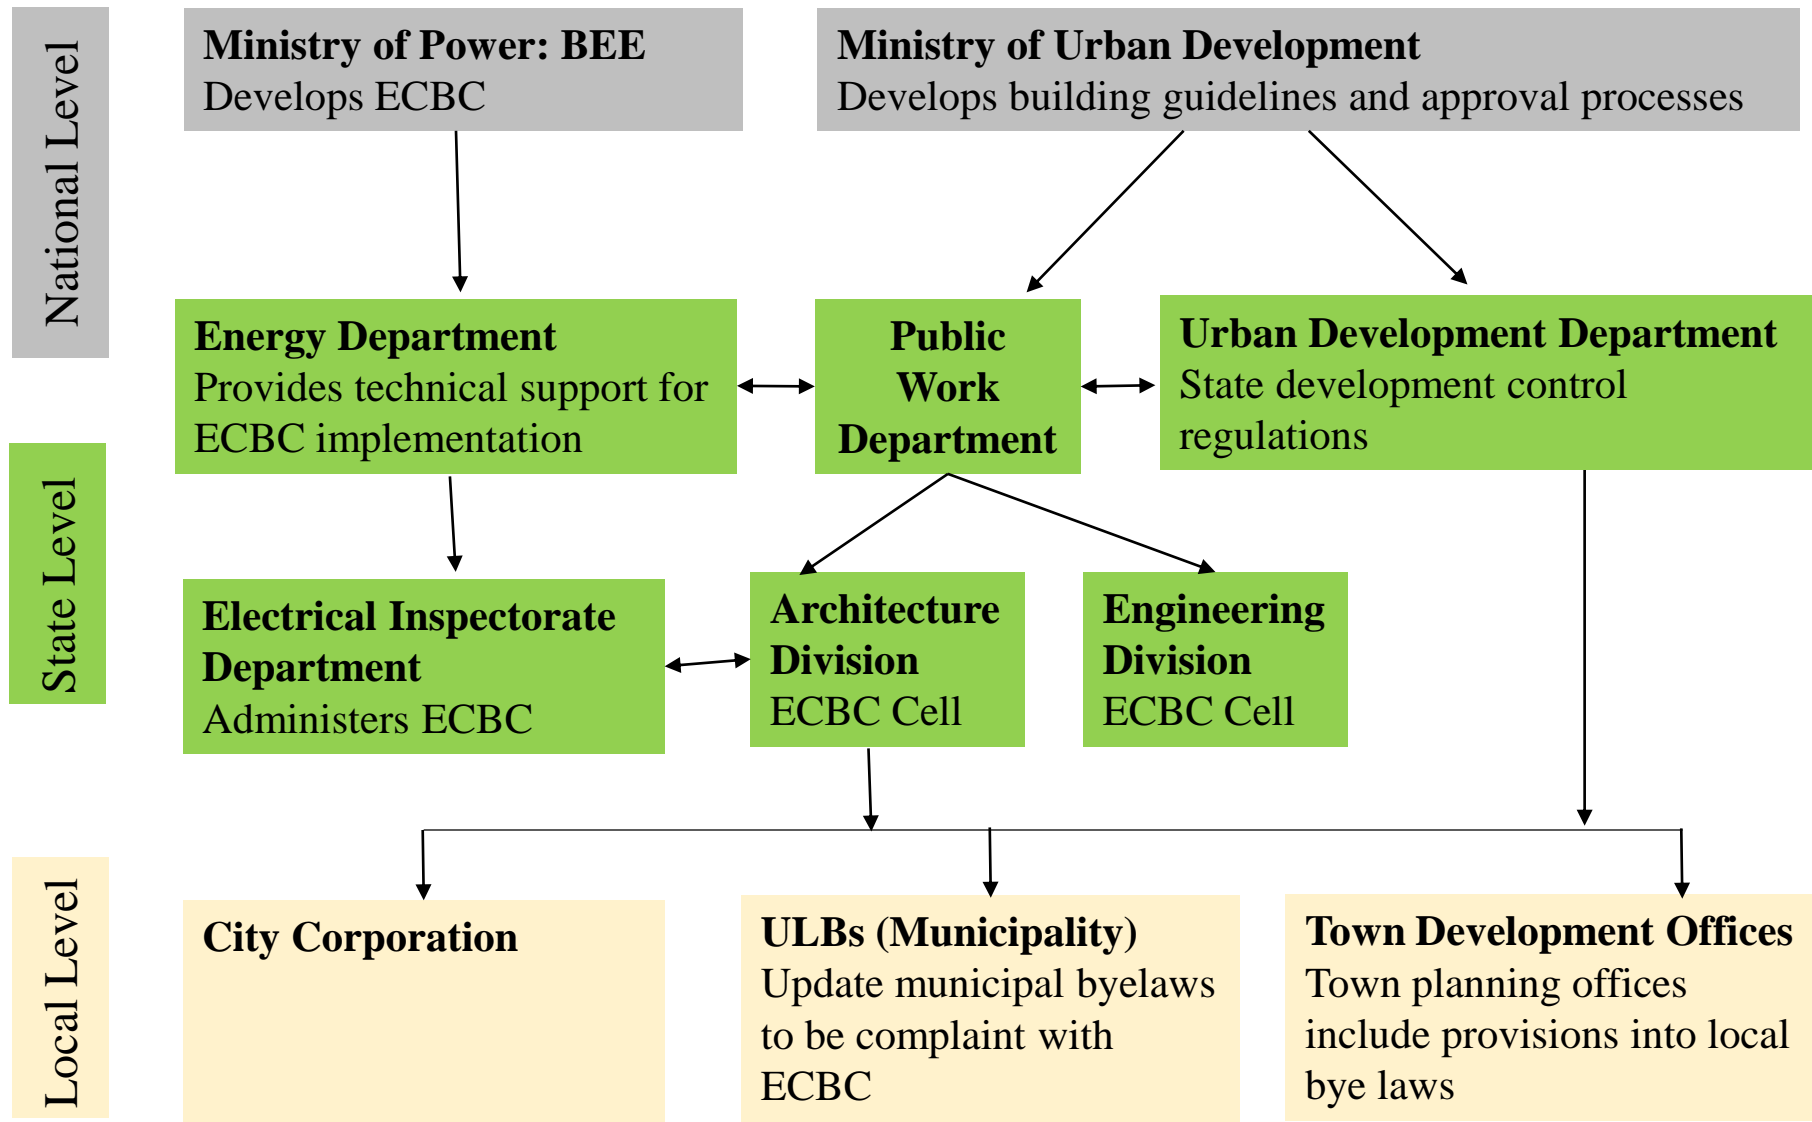 National Level
Ministry of Power: BEE
Develops ECBC
Ministry of Urban Development
Develops building guidelines and approval processes
State Level
Energy Department
Provides technical support for
ECBC implementation
Public
Work
Department
Urban Development Department
State development control
regulations
Electrical Inspectorate
Department
Administers ECBC
Architecture
Division
ECBC Cell
Engineering
Division
ECBC Cell
Local Level
City Corporation
ULBs (Municipality)
Update municipal byelaws
to be complaint with
ECBC
Town Development Offices
Town planning offices
include provisions into local
bye laws